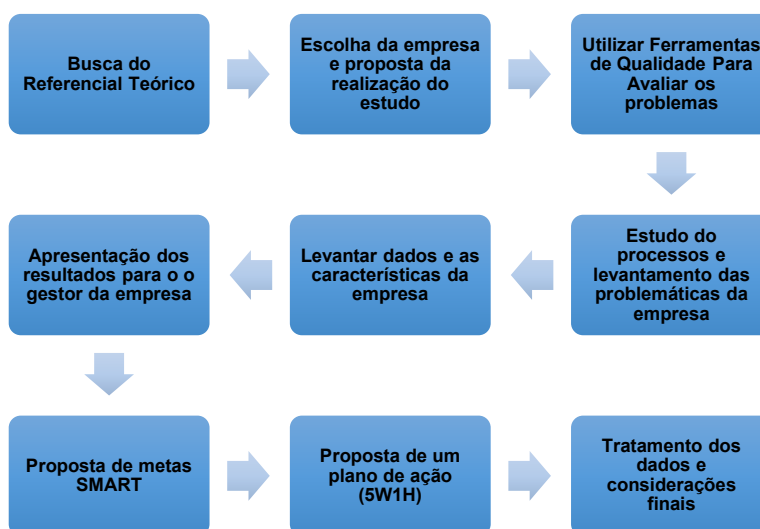 Busca do
Referencial Teórico
Escolha da empresa
e proposta da
realização do
estudo
Utilizar Ferramentas
de Qualidade Para
Avaliar os
problemas
Estudo do
processos e
levantamento das
problemáticas da
empresa
Levantar dados e as
características da
empresa
Apresentação dos
resultados para o o
gestor da empresa
Proposta de metas
SMART
Proposta de um
plano de ação
(5W1H)
Tratamento dos
dados e
considerações
finais